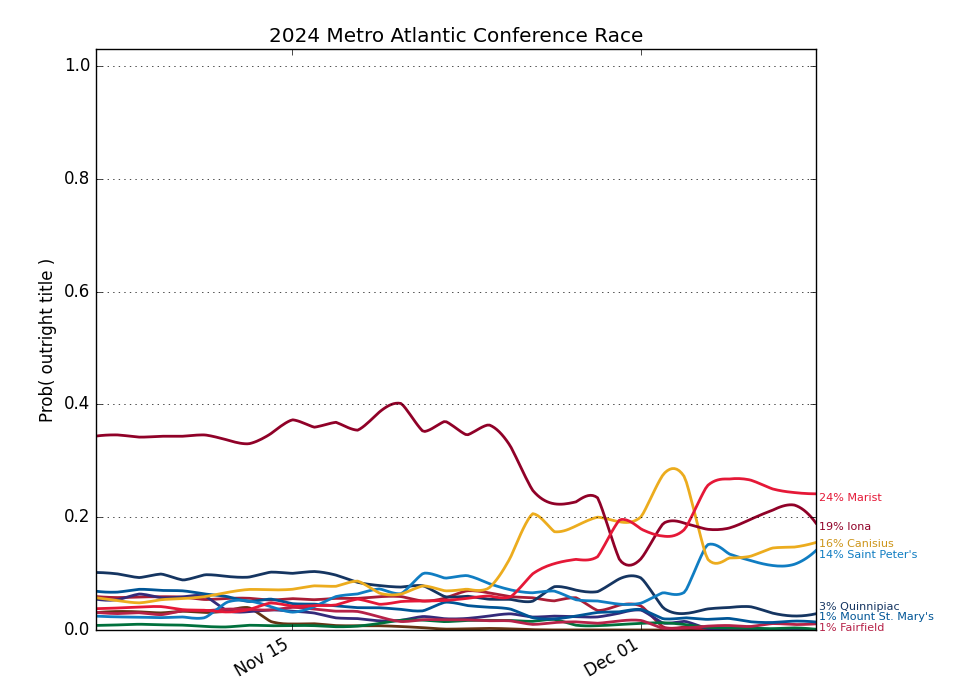 2024 Metro Atlantic Conference Race
Prob( outright title )
1.0
0.8
0.6
0.4
0.2
0.0
Nov 15
Dec 01
24% Marist
19% Iona
16% Canisius
14% Saint Peter's
3% Quinnipiac
1% Mount St. Mary's
1% Fairfield